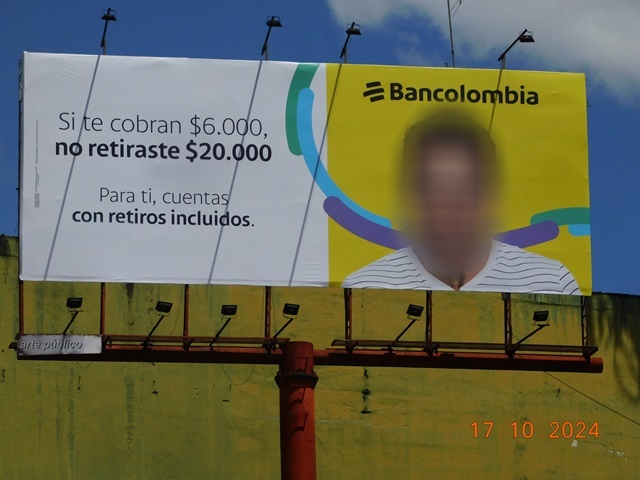 Si te cobran $6.000,
no retiraste $20.000
Para ti, cuentas
con retiros incluidos.
Bancolombia
arte público
17 10 2024